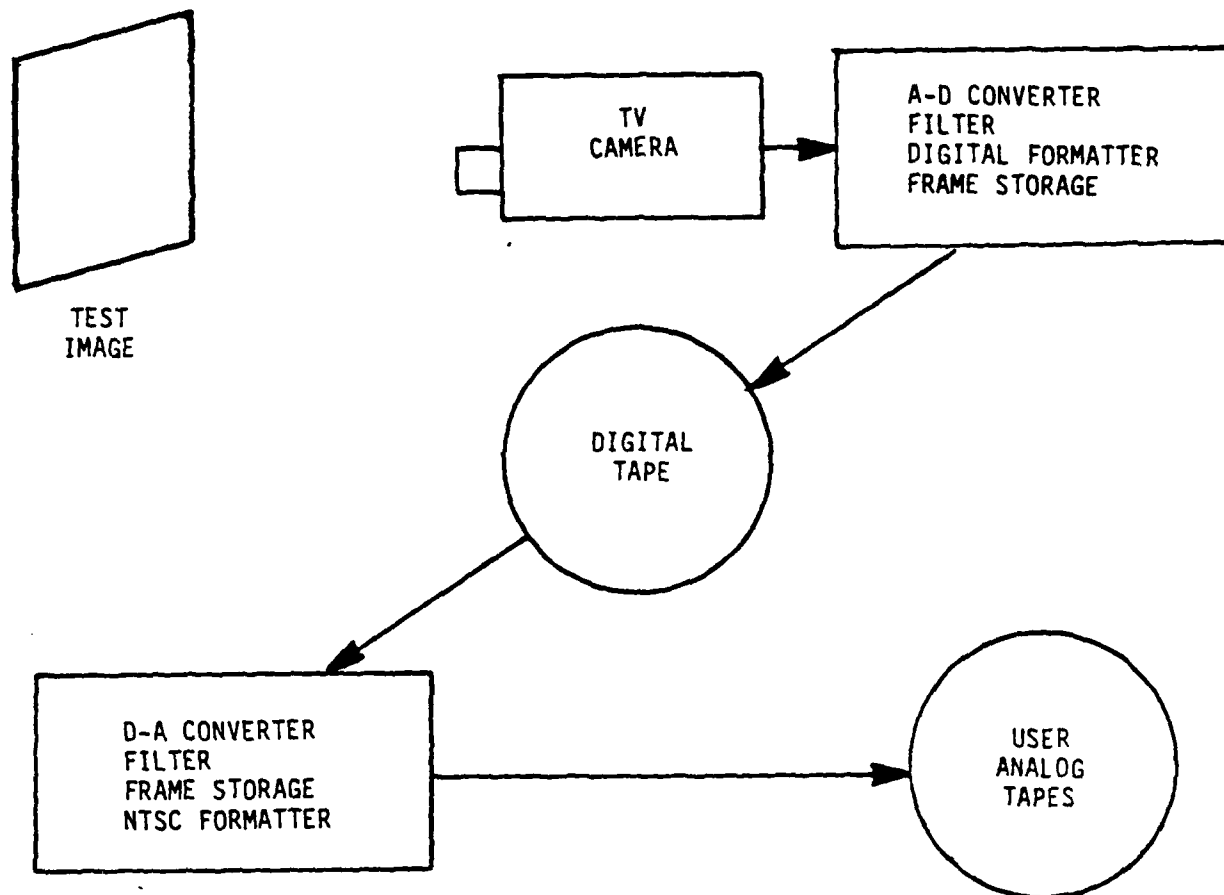 TEST
IMAGE
TV
CAMERA
A-D CONVERTER
FILTER
DIGITAL FORMATTER
FRAME STORAGE
DIGITAL
TAPE
D-A CONVERTER
FILTER
FRAME STORAGE
NTSC FORMATTER
USER
ANALOG
TAPES